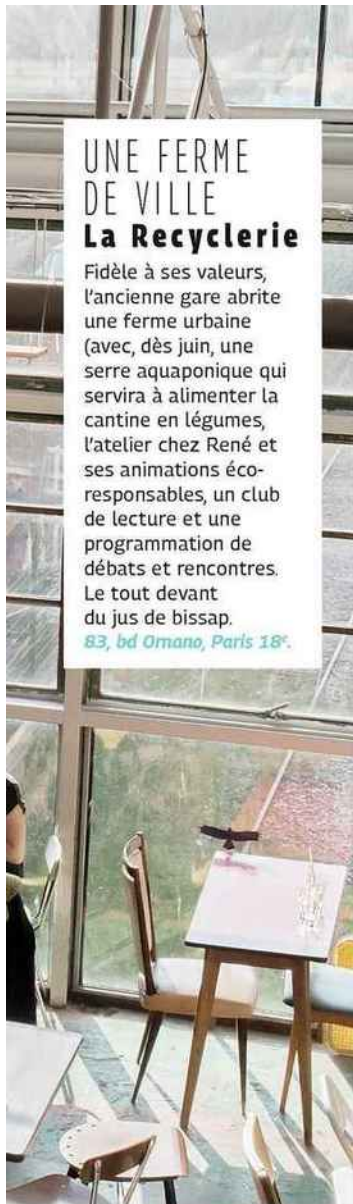 UNE FERME
DE VILLE
La Recyclerie
Fidèle à ses valeurs,
l'ancienne gare abrite
une ferme urbaine
(avec, dès juin, une
serre aquaponique qui
servira à alimenter la
cantine en légumes,
l'atelier chez René et
ses animations éco-
responsables, un club
de lecture et une
programmation de
débats et rencontres.
Le tout devant
du jus de bissap.
83, bd Ornano, Paris 18e.